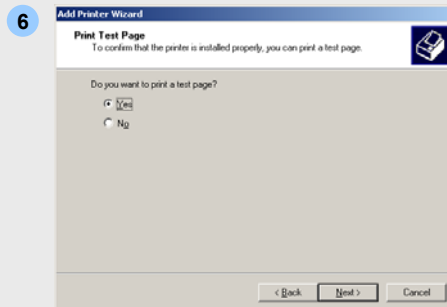 6
Add Printer Wizard
Print Test Page
To confirm that the printer is installed properly, you can print a test page.
Do you want to print a test page?
Yes
No
< Back Next > Cancel